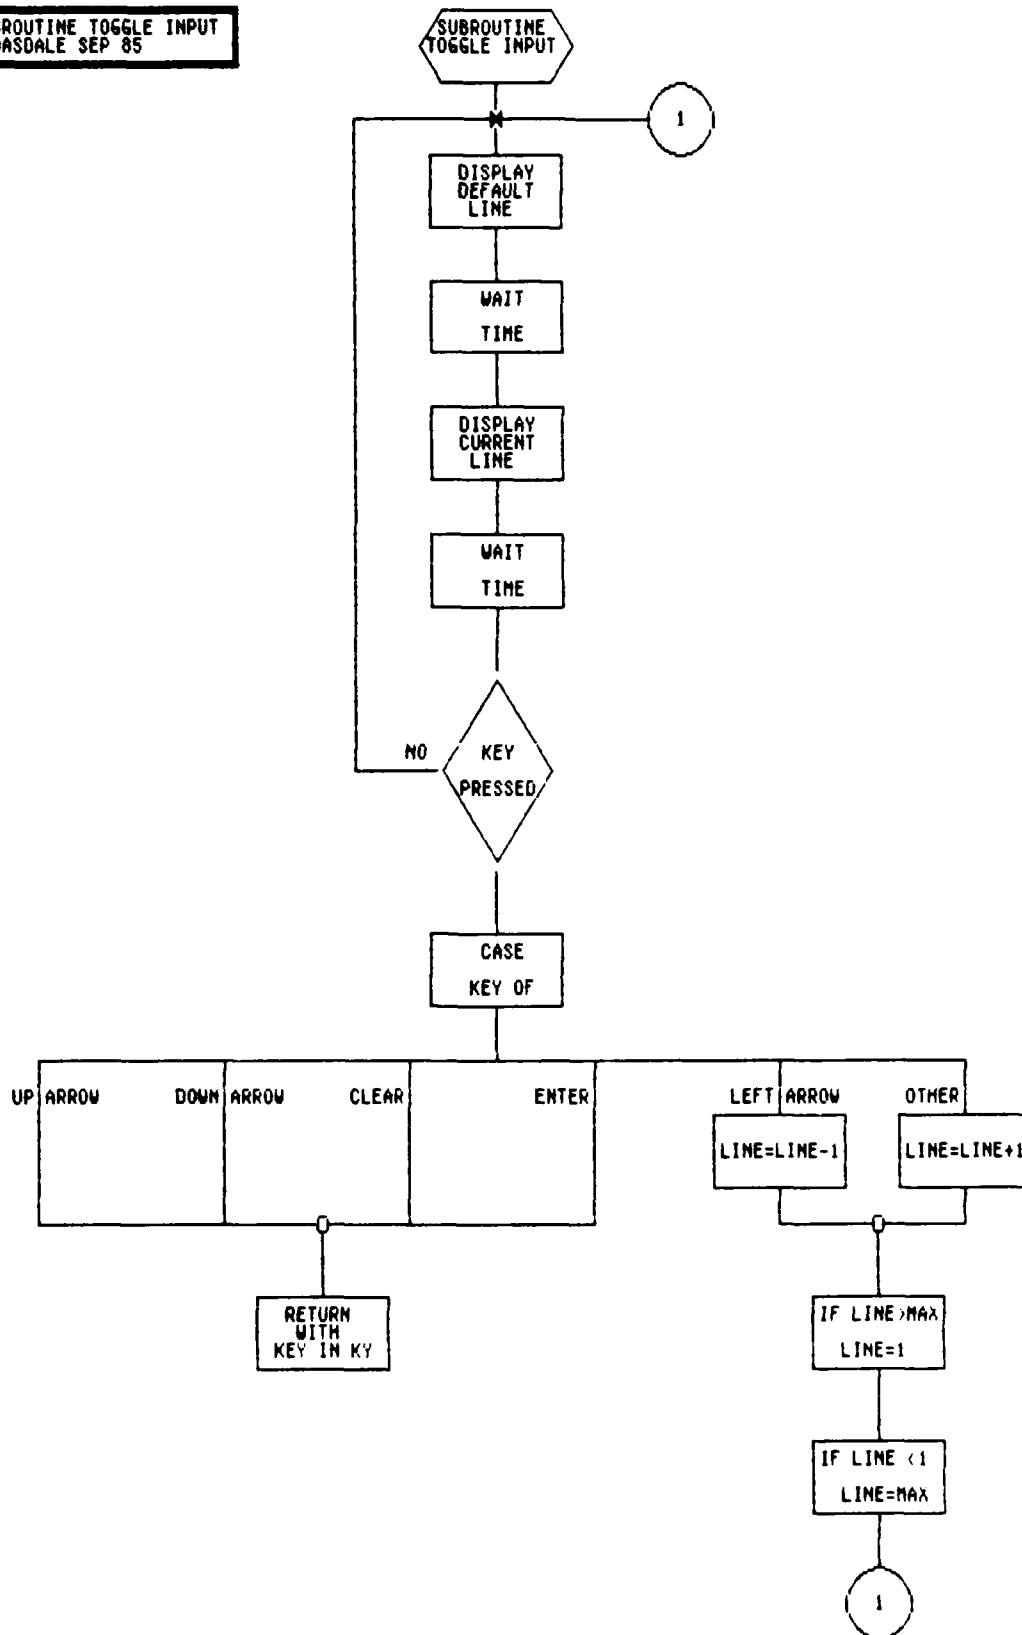 ROUTINE TOGGLE INPUT
DASDALE SEP 85
SUBROUTINE
TOGGLE INPUT
1
DISPLAY
DEFAULT
LINE
WAIT
TIME
DISPLAY
CURRENT
LINE
WAIT
TIME
NO
KEY
PRESSED
CASE
KEY OF
UP ARROW
DOWN ARROW
CLEAR
ENTER
LEFT ARROW
OTHER
LINE=LINE-1
LINE=LINE+1
RETURN
WITH
KEY IN KY
IF LINE>MAX
LINE=1
IF LINE <1
LINE=MAX
1